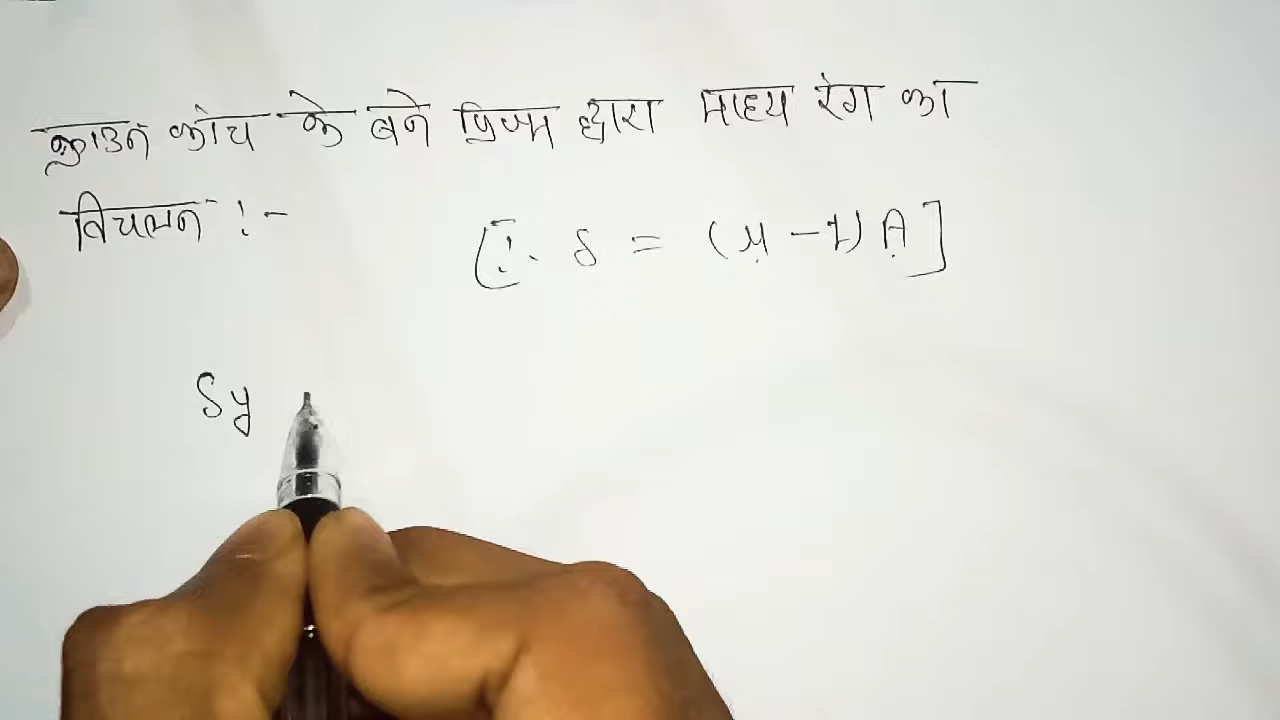 क्राउन काँच के बने प्रिज्म द्वारा माध्य रंग का
विचलन :-
[∵ δ = (μ - 1) A]
δy